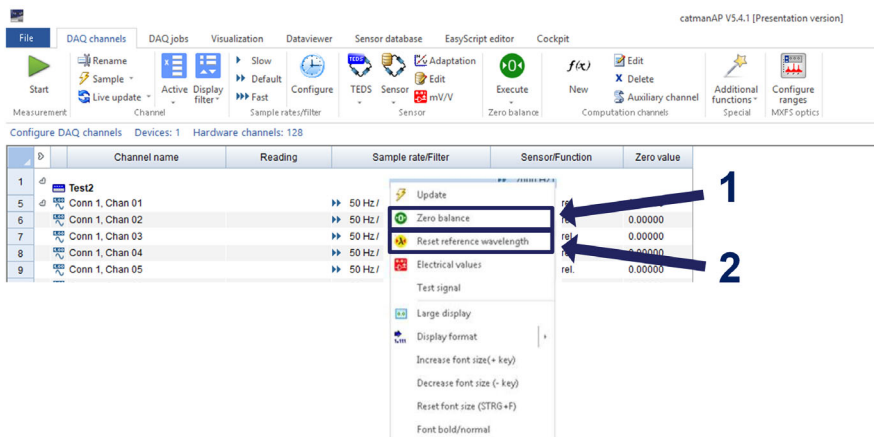 catmanAP V5.4.1 [Presentation version]
File DAQ channels DAQ jobs Visualization Dataviewer Sensor database EasyScript editor Cockpit
Rename Slow Adaptation Edit
Sample Default Edit Delete
Start Live update Active Display filter Fast Configure TEDS Sensor mV/V Execute New Auxiliary channel Additional functions Configure ranges
Measurement Channel Sample rates/filter Sensor Zero balance Computation channels Special MXFS optics
Configure DAQ channels Devices: 1 Hardware channels: 128
Channel name Reading Sample rate/Filter Sensor/Function Zero value
1 Test2
5 Conn 1, Chan 01 50 Hz /
6 Conn 1, Chan 02 50 Hz / 0.00000
7 Conn 1, Chan 03 50 Hz / rel. 0.00000
8 Conn 1, Chan 04 50 Hz / 0.00000
9 Conn 1, Chan 05 50 Hz / rel. 0.00000
Update
Zero balance
Reset reference wavelength
Electrical values
Test signal
Large display
Display format
Increase font size(+ key)
Decrease font size (- key)
Reset font size (STRG+F)
Font bold/normal
1
2